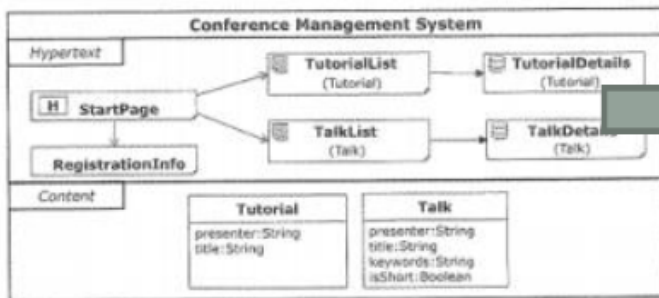 Conference Management System
Hypertext
TutorialList
(Tutorial)
TutorialDetails
(Tutorial)
H StartPage
TalkList
(Talk)
TalkDetails
(Talk)
RegistrationInfo
Content
Tutorial
presenter:String
title:String
Talk
presenter:String
title:String
keywords:String
isShort:Boolean